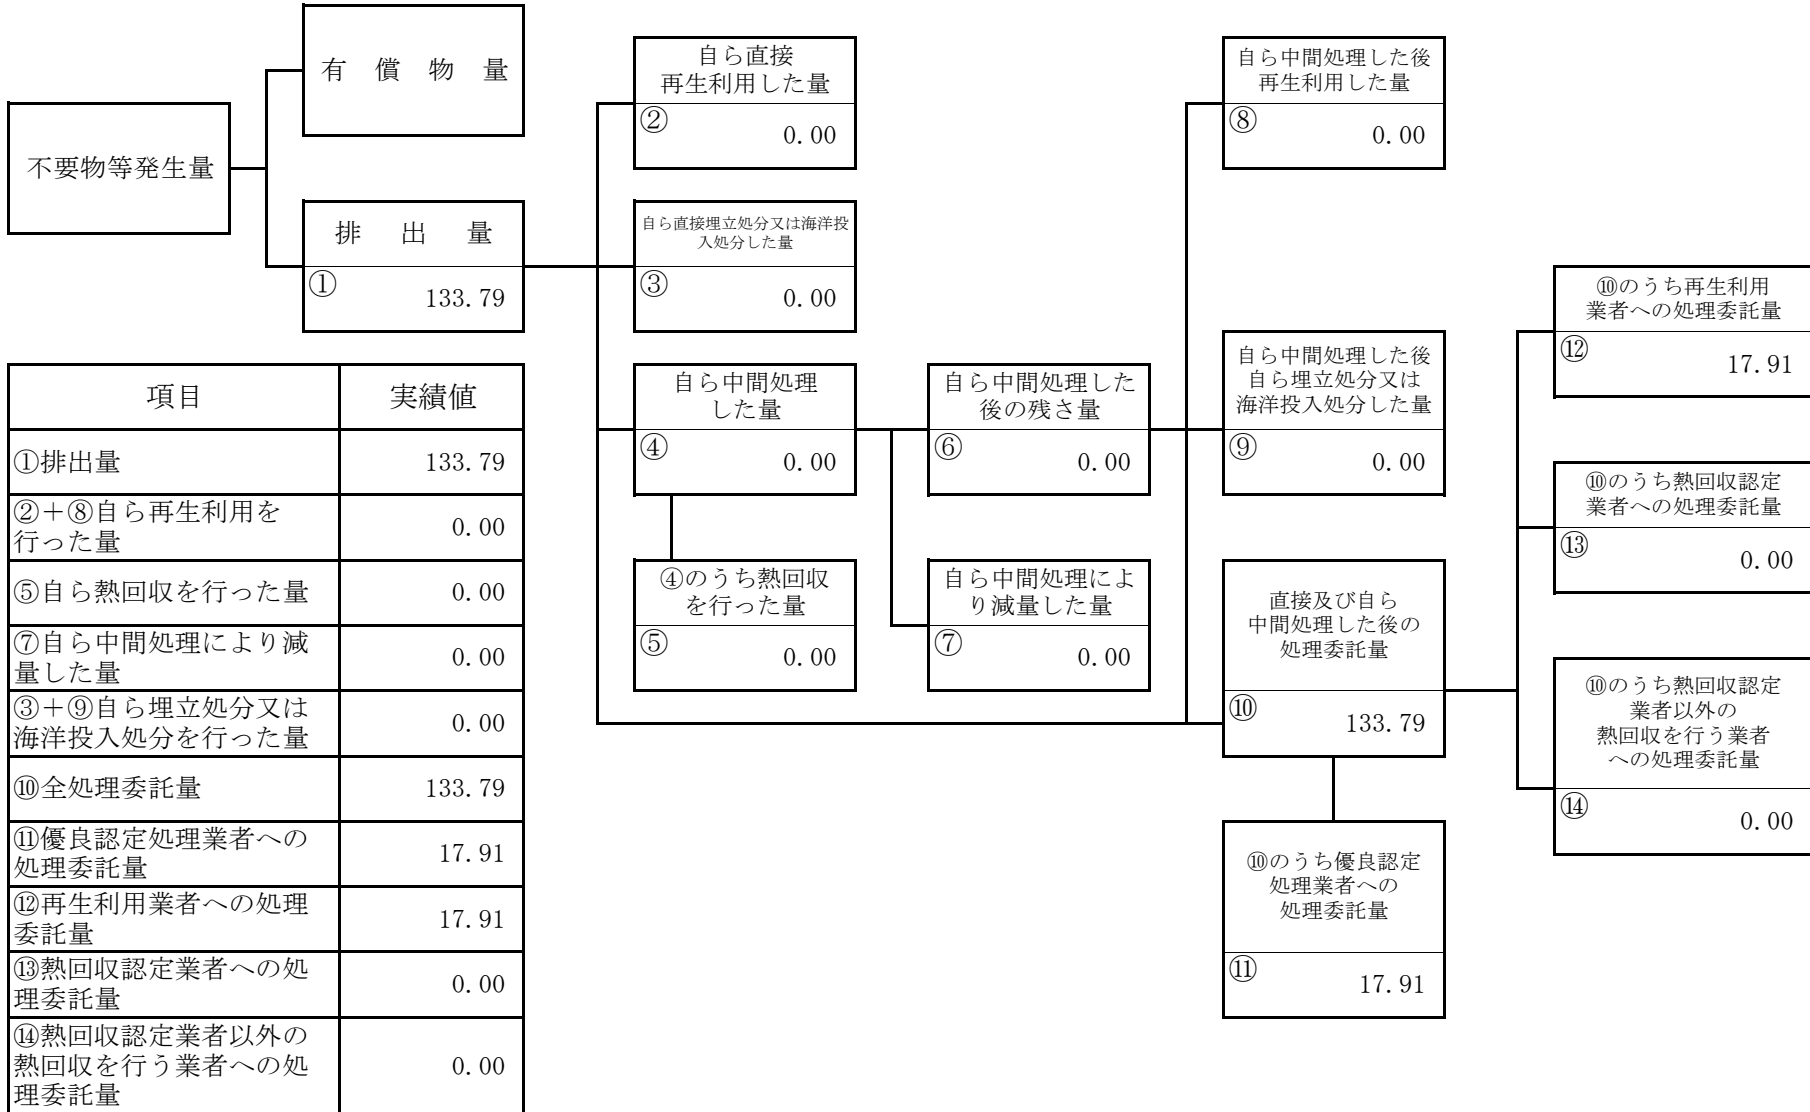 有償物量
不要物等発生量
排出量
①
133.79
自ら直接
再生利用した量
②
0.00
自ら直接埋立処分又は海洋投
入処分した量
③
0.00
自ら中間処理
した量
④
0.00
④のうち熱回収
を行った量
⑤
0.00
自ら中間処理した
後の残さ量
⑥
0.00
自ら中間処理によ
り減量した量
⑦
0.00
自ら中間処理した後
再生利用した量
⑧
0.00
自ら中間処理した後
自ら埋立処分又は
海洋投入処分した量
⑨
0.00
直接及び自ら
中間処理した後の
処理委託量
⑩
133.79
⑩のうち優良認定
処理業者への
処理委託量
⑪
17.91
⑩のうち再生利用
業者への処理委託量
⑫
17.91
⑩のうち熱回収認定
業者への処理委託量
⑬
0.00
⑩のうち熱回収認定
業者以外の
熱回収を行う業者
への処理委託量
⑭
0.00
項目 実績値
①排出量 133.79
②＋⑧自ら再生利用を
行った量 0.00
⑤自ら熱回収を行った量 0.00
⑦自ら中間処理により減
量した量 0.00
③＋⑨自ら埋立処分又は
海洋投入処分を行った量 0.00
⑩全処理委託量 133.79
⑪優良認定処理業者への
処理委託量 17.91
⑫再生利用業者への処理
委託量 17.91
⑬熱回収認定業者への処
理委託量 0.00
⑭熱回収認定業者以外の
熱回収を行う業者への処
理委託量 0.00